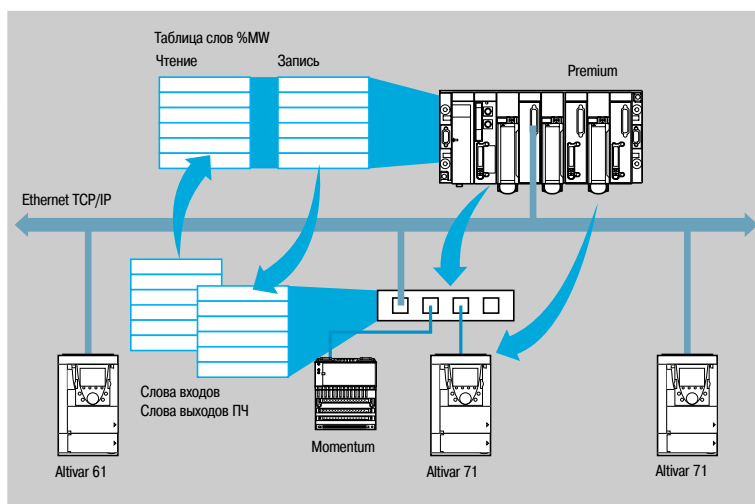 Таблица слов %MW
Чтение
Запись
Premium
Ethernet TCP/IP
Слова входов
Слова выходов ПЧ
Momentum
Altivar 61
Altivar 71
Altivar 71